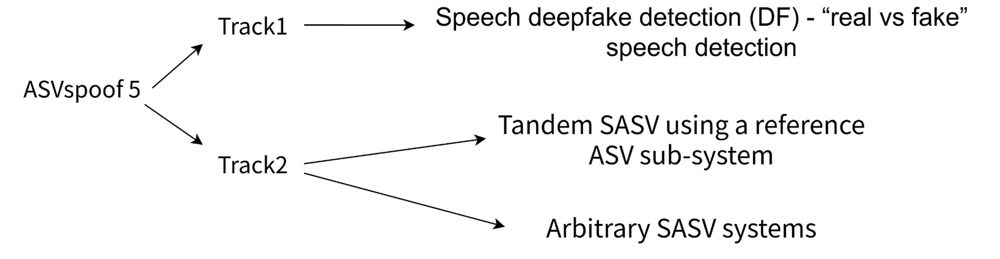 Track1
Speech deepfake detection (DF) - “real vs fake”
speech detection
ASVspoof 5
Track2
Tandem SASV using a reference
ASV sub-system
Arbitrary SASV systems